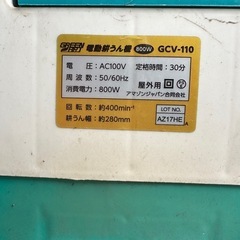 GREEN 電動耕うん機 800W GCV-110
電圧：AC100V 定格時間：30分
周波数：50/60Hz 屋外用
消費電力：800W アマゾンジャパン合同会社
回転数：約400min⁻¹ LOT NO.
耕うん幅：約280mm AZ17HE